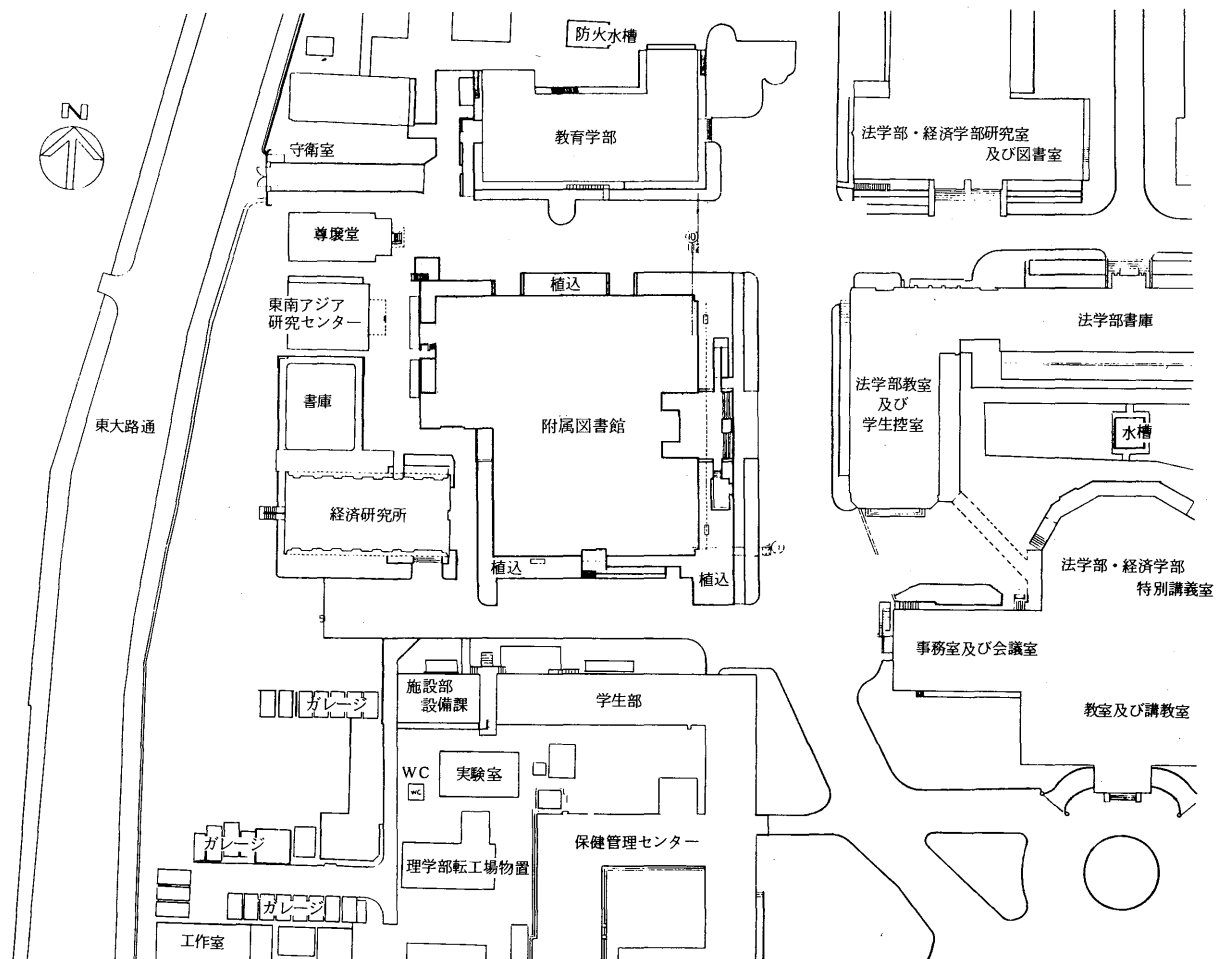 防火水槽
N
教育学部
法学部・経済学部研究室
及び図書室
守衛室
尊攘堂
植込
東南アジア
研究センター
法学部書庫
書庫
法学部教室
及び
学生控室
東大路通
附属図書館
水槽
経済研究所
植込
植込
法学部・経済学部
特別講義室
事務室及び会議室
施設部
設備課
学生部
ガレージ
教室及び講教室
WC
WC
実験室
ガレージ
保健管理センター
理学部転工場物置
ガレージ
工作室